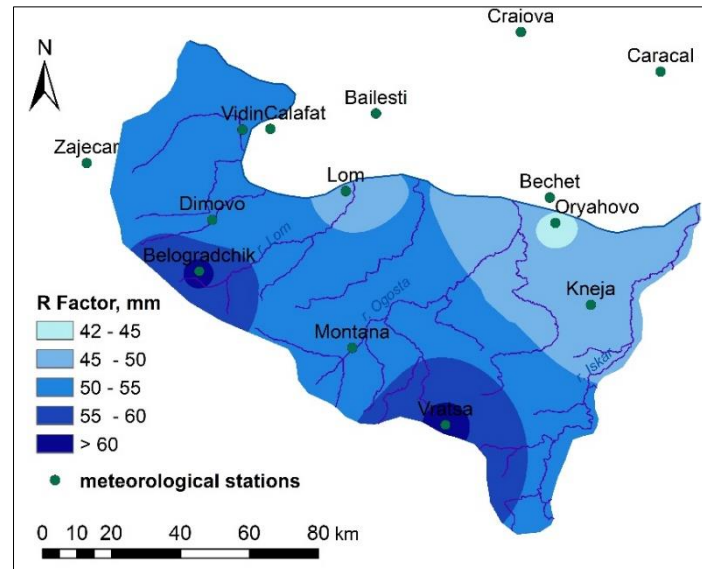 Craiova
N
Caracal
Bailesti
Vidin
Calafat
Zajecar
Lom
Bechet
Oryahovo
Dimovo
r. Lom
Belogradchik
r. Ogosta
Kneja
R Factor, mm
42 - 45
45 - 50
50 - 55
55 - 60
> 60
Montana
r. Iskar
Vratsa
meteorological stations
0 10 20 40 60 80 km